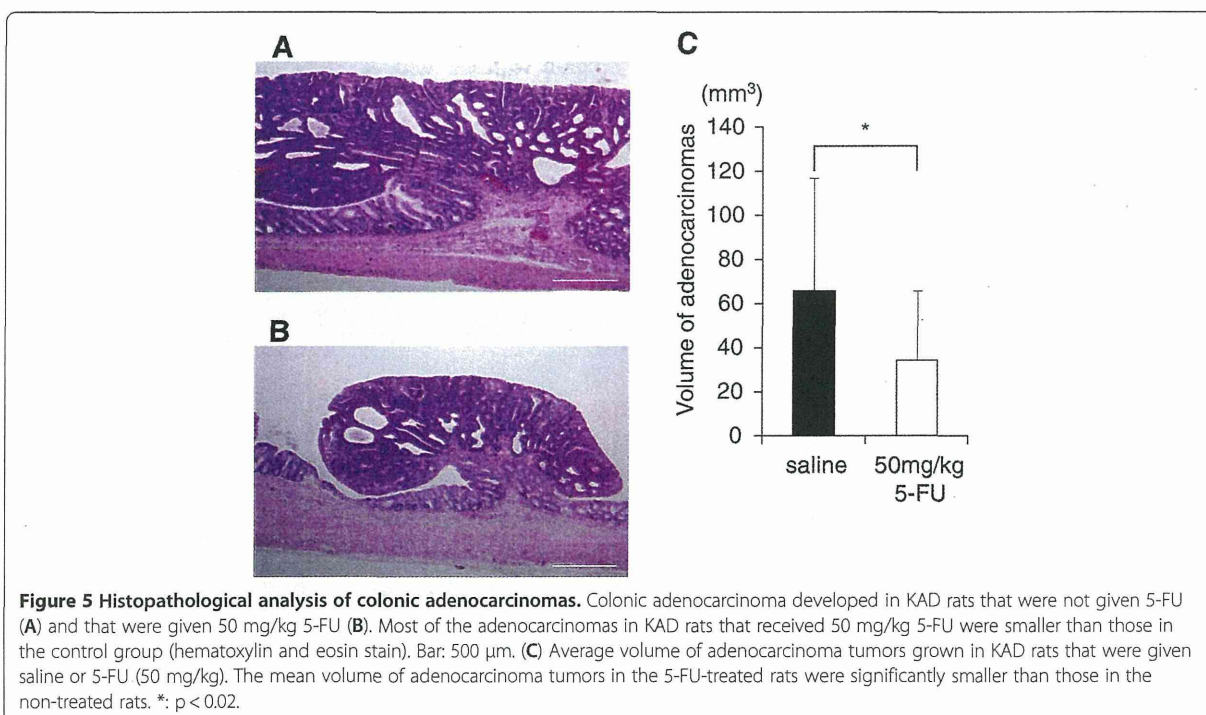 A
B
C
(mm³)
Volume of adenocarcinomas
140
120
100
80
60
40
20
0
*
saline
50mg/kg
5-FU
Figure 5 Histopathological analysis of colonic adenocarcinomas. Colonic adenocarcinoma developed in KAD rats that were not given 5-FU
(A) and that were given 50 mg/kg 5-FU (B). Most of the adenocarcinomas in KAD rats that received 50 mg/kg 5-FU were smaller than those in
the control group (hematoxylin and eosin stain). Bar: 500 μm. (C) Average volume of adenocarcinoma tumors grown in KAD rats that were given
saline or 5-FU (50 mg/kg). The mean volume of adenocarcinoma tumors in the 5-FU-treated rats were significantly smaller than those in the
non-treated rats. *: p < 0.02.